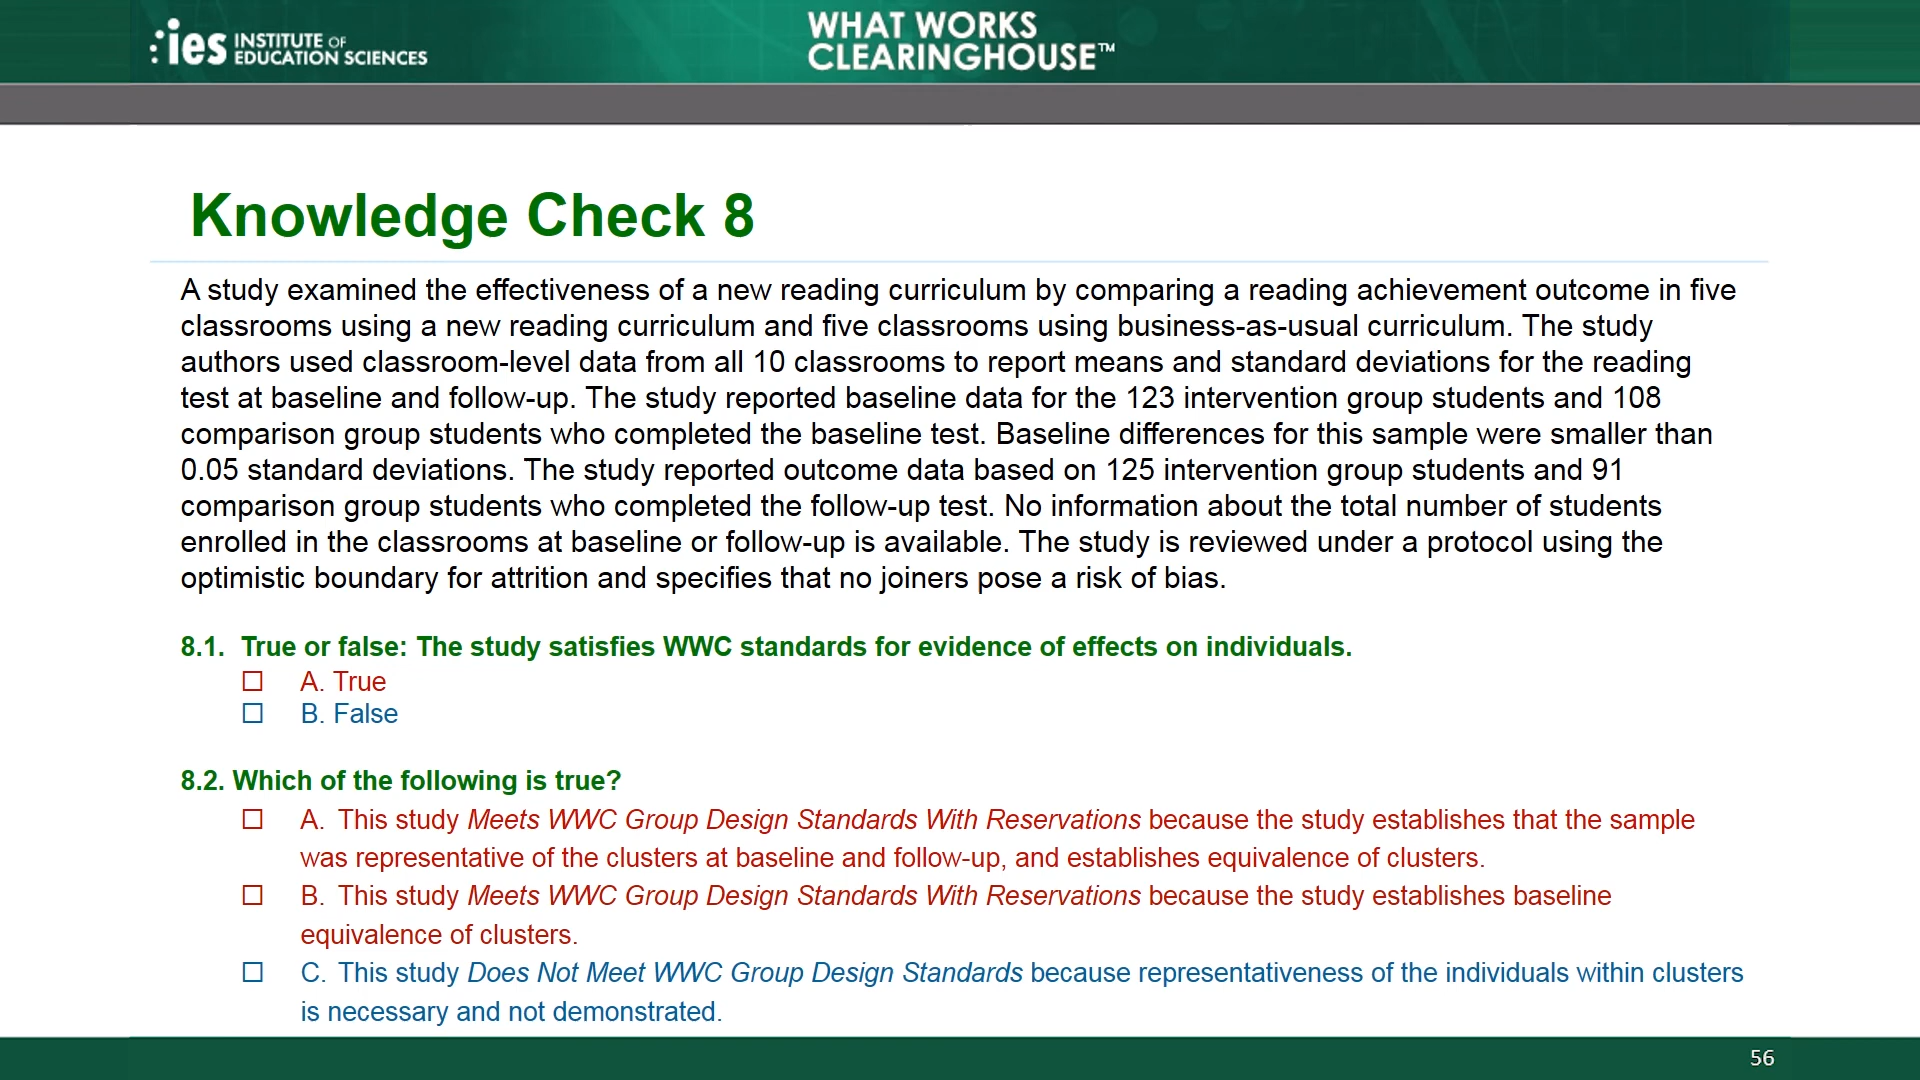 ies INSTITUTE OF
EDUCATION SCIENCES
WHAT WORKS
CLEARINGHOUSE™
Knowledge Check 8
A study examined the effectiveness of a new reading curriculum by comparing a reading achievement outcome in five
classrooms using a new reading curriculum and five classrooms using business-as-usual curriculum. The study
authors used classroom-level data from all 10 classrooms to report means and standard deviations for the reading
test at baseline and follow-up. The study reported baseline data for the 123 intervention group students and 108
comparison group students who completed the baseline test. Baseline differences for this sample were smaller than
0.05 standard deviations. The study reported outcome data based on 125 intervention group students and 91
comparison group students who completed the follow-up test. No information about the total number of students
enrolled in the classrooms at baseline or follow-up is available. The study is reviewed under a protocol using the
optimistic boundary for attrition and specifies that no joiners pose a risk of bias.
8.1. True or false: The study satisfies WWC standards for evidence of effects on individuals.
☐ A. True
☐ B. False
8.2. Which of the following is true?
☐ A. This study Meets WWC Group Design Standards With Reservations because the study establishes that the sample
was representative of the clusters at baseline and follow-up, and establishes equivalence of clusters.
☐ B. This study Meets WWC Group Design Standards With Reservations because the study establishes baseline
equivalence of clusters.
☐ C. This study Does Not Meet WWC Group Design Standards because representativeness of the individuals within clusters
is necessary and not demonstrated.
56